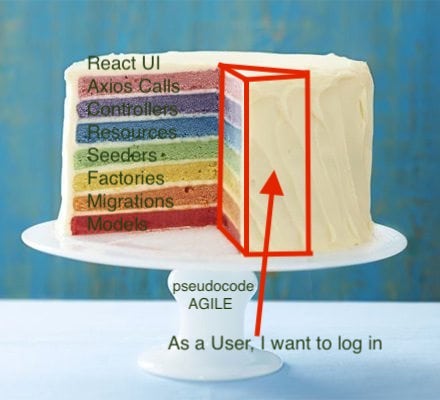 React UI
Axios Calls
Controllers
Resources
Seeders
Factories
Migrations
Models
pseudocode
AGILE
As a User, I want to log in